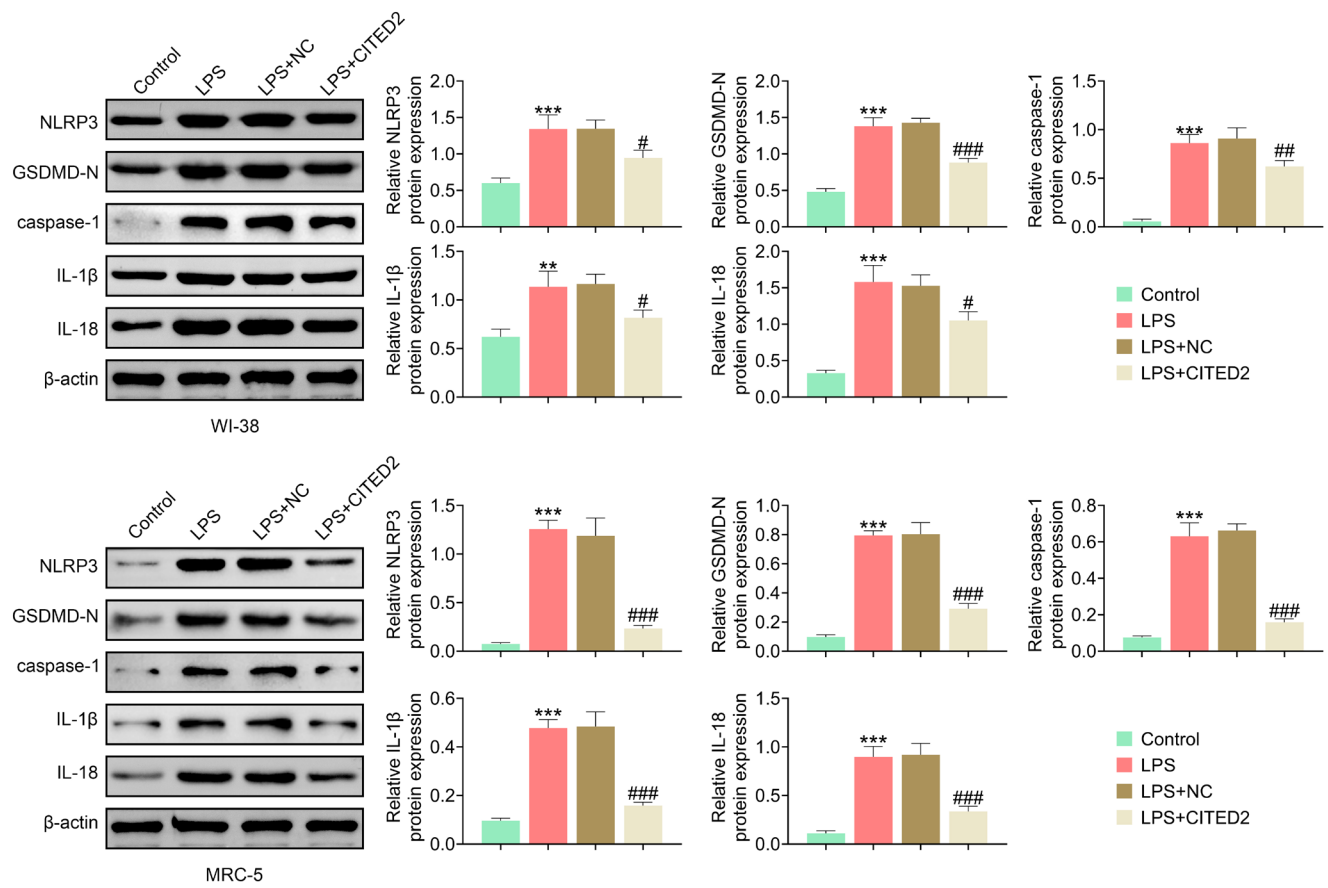 Control
LPS
LPS+NC
LPS+CITED2
NLRP3
GSDMD-N
caspase-1
IL-1β
IL-18
β-actin
WI-38
Relative NLRP3
protein expression
2.0
1.5
1.0
0.5
0.0
***
#
Relative GSDMD-N
protein expression
2.0
1.5
1.0
0.5
0.0
***
###
Relative caspase-1
protein expression
1.5
1.0
0.5
0.0
***
##
Relative IL-1β
protein expression
1.5
1.0
0.5
0.0
**
#
Relative IL-18
protein expression
2.0
1.5
1.0
0.5
0.0
***
#
Control
LPS
LPS+NC
LPS+CITED2
Control
LPS
LPS+NC
LPS+CITED2
NLRP3
GSDMD-N
caspase-1
IL-1β
IL-18
β-actin
MRC-5
Relative NLRP3
protein expression
1.5
1.0
0.5
0.0
***
###
Relative GSDMD-N
protein expression
1.0
0.8
0.6
0.4
0.2
0.0
***
###
Relative caspase-1
protein expression
0.8
0.6
0.4
0.2
0.0
***
###
Relative IL-1β
protein expression
0.6
0.4
0.2
0.0
***
###
Relative IL-18
protein expression
1.5
1.0
0.5
0.0
***
###
Control
LPS
LPS+NC
LPS+CITED2